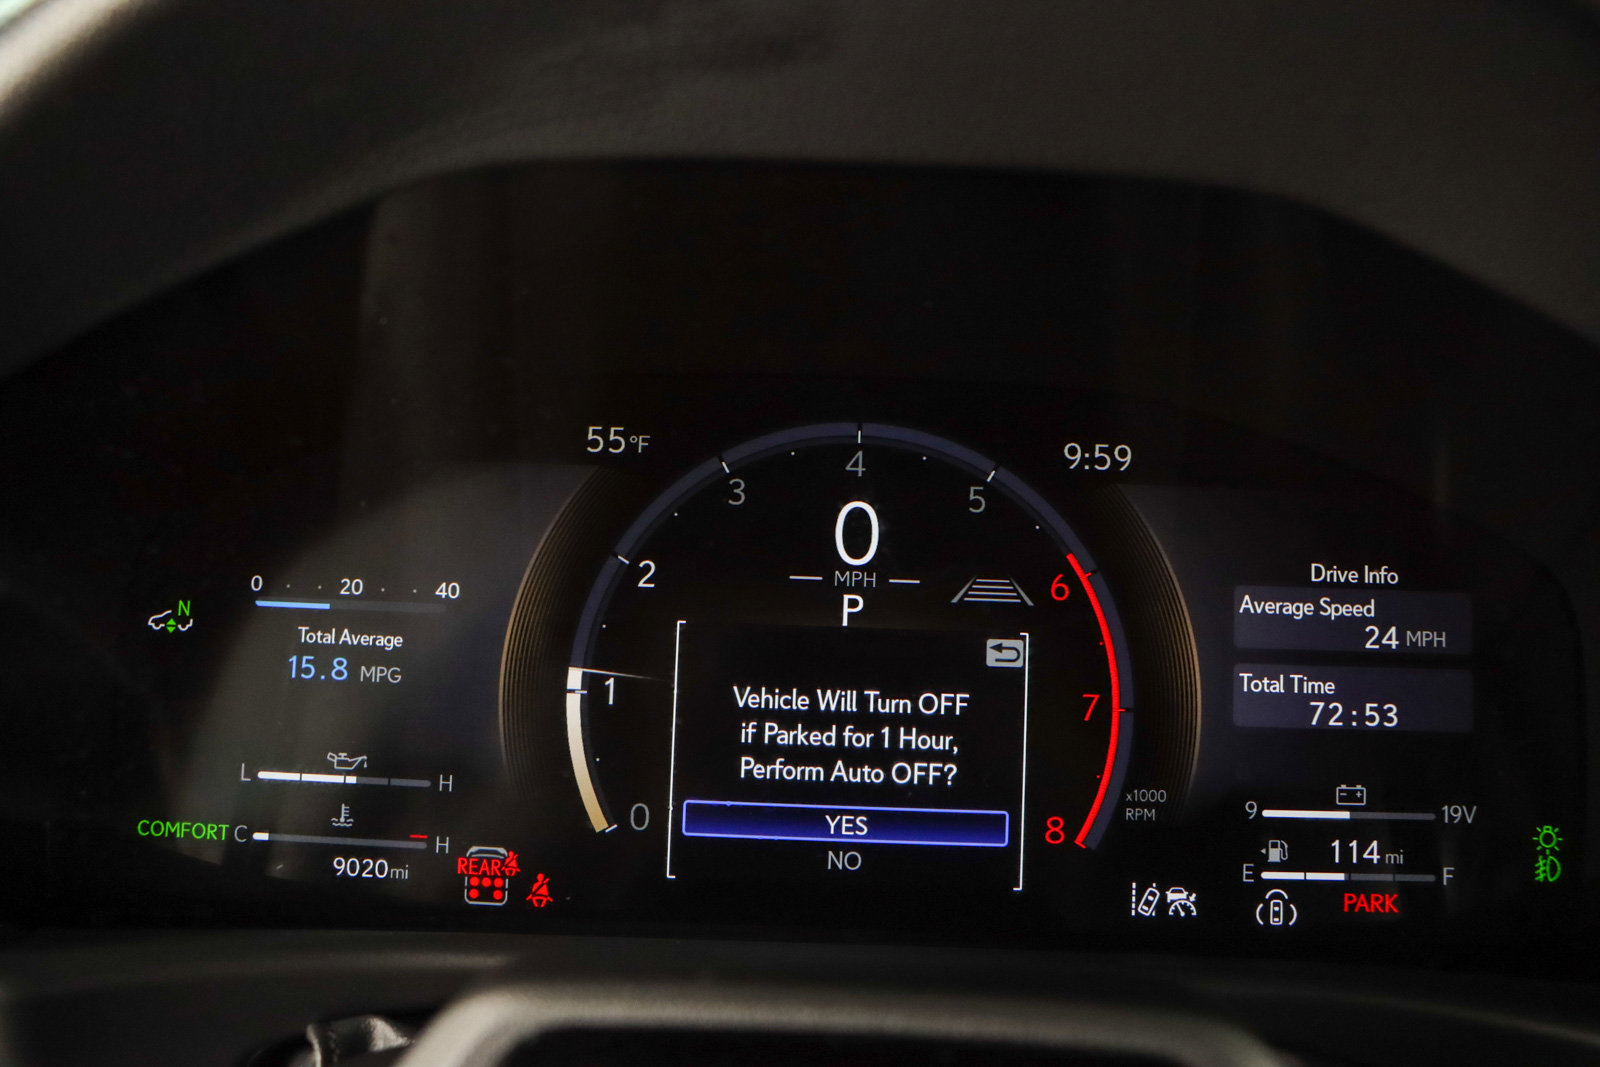 55°F
9:59
0
1
2
3
4
5
6
7
8
x1000
RPM
0
MPH
P
Vehicle Will Turn OFF
if Parked for 1 Hour,
Perform Auto OFF?
YES
NO
N
0 20 40
Total Average
15.8 MPG
L H
COMFORT C H
9020 mi
REAR
Drive Info
Average Speed
24 MPH
Total Time
72:53
9 19V
114 mi
E F
PARK